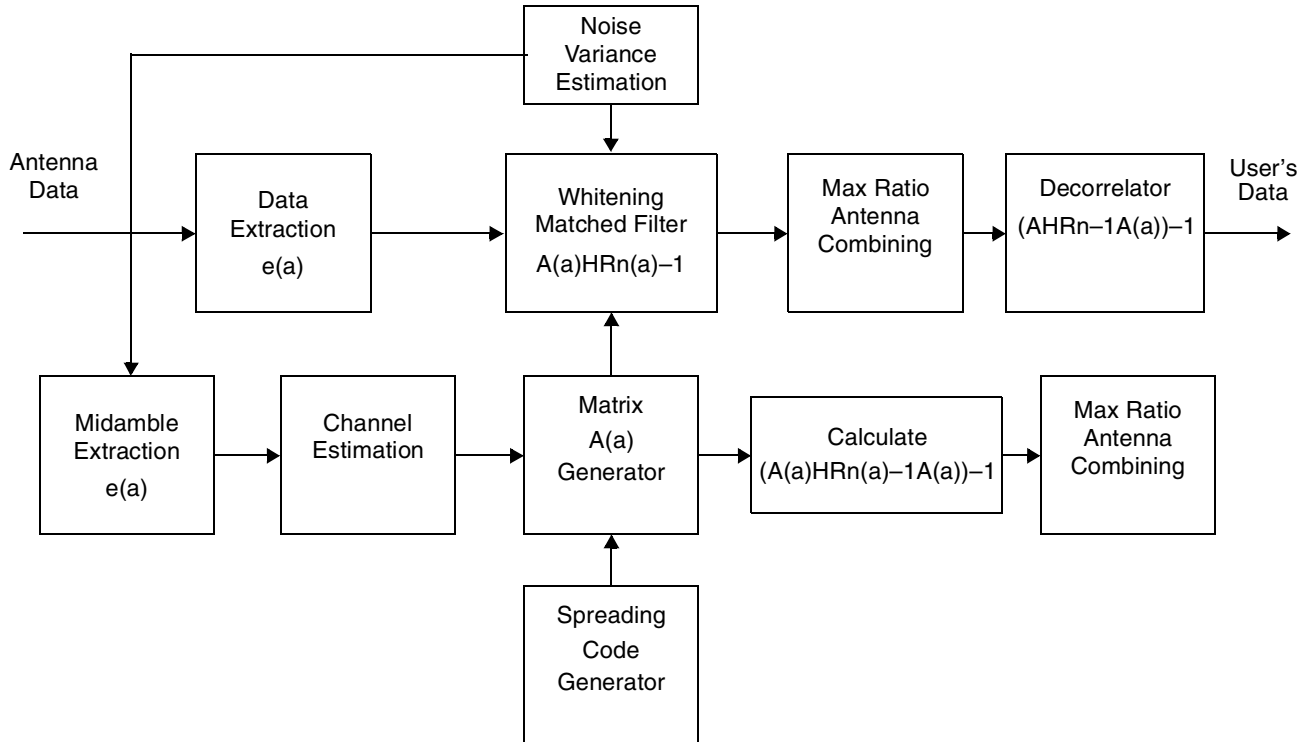 Noise
Variance
Estimation
Antenna
Data
Data
Extraction
e(a)
Whitening
Matched Filter
A(a)HRn(a)–1
Max Ratio
Antenna
Combining
Decorrelator
(AHRn–1A(a))–1
User's
Data
Midamble
Extraction
e(a)
Channel
Estimation
Matrix
A(a)
Generator
Calculate
(A(a)HRn(a)–1A(a))–1
Max Ratio
Antenna
Combining
Spreading
Code
Generator